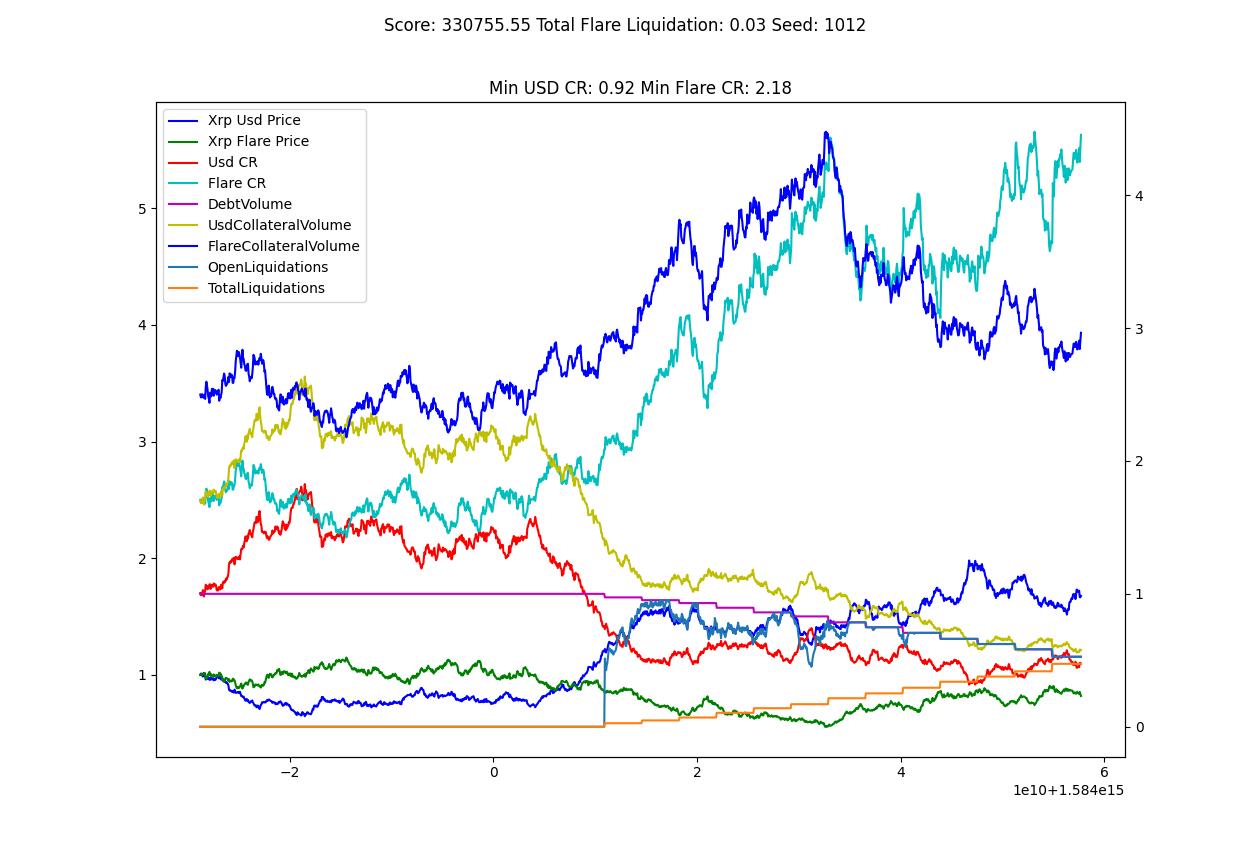 Score: 330755.55 Total Flare Liquidation: 0.03 Seed: 1012
Min USD CR: 0.92 Min Flare CR: 2.18
Xrp Usd Price
Xrp Flare Price
Usd CR
Flare CR
DebtVolume
UsdCollateralVolume
FlareCollateralVolume
OpenLiquidations
TotalLiquidations
5
4
3
2
1
4
3
2
1
0
−2
0
2
4
6
1e10+1.584e15